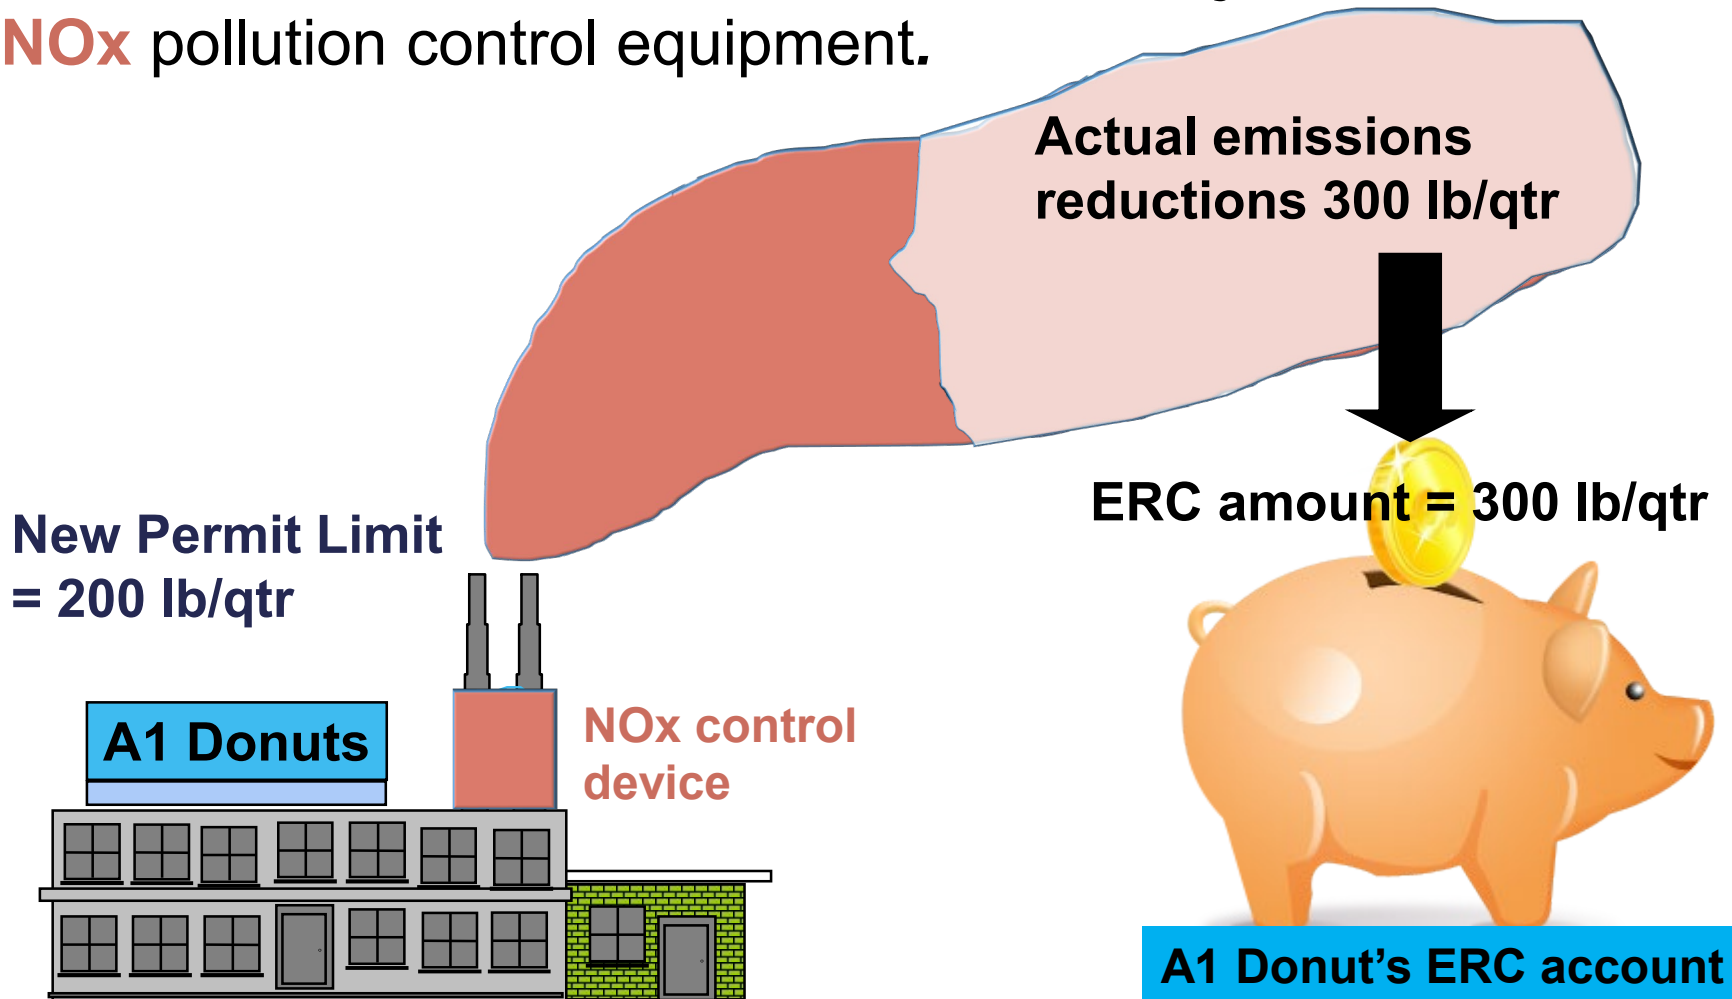 NOx pollution control equipment.
Actual emissions
reductions 300 lb/qtr
ERC amount = 300 lb/qtr
New Permit Limit
= 200 lb/qtr
A1 Donuts
NOx control
device
A1 Donut’s ERC account